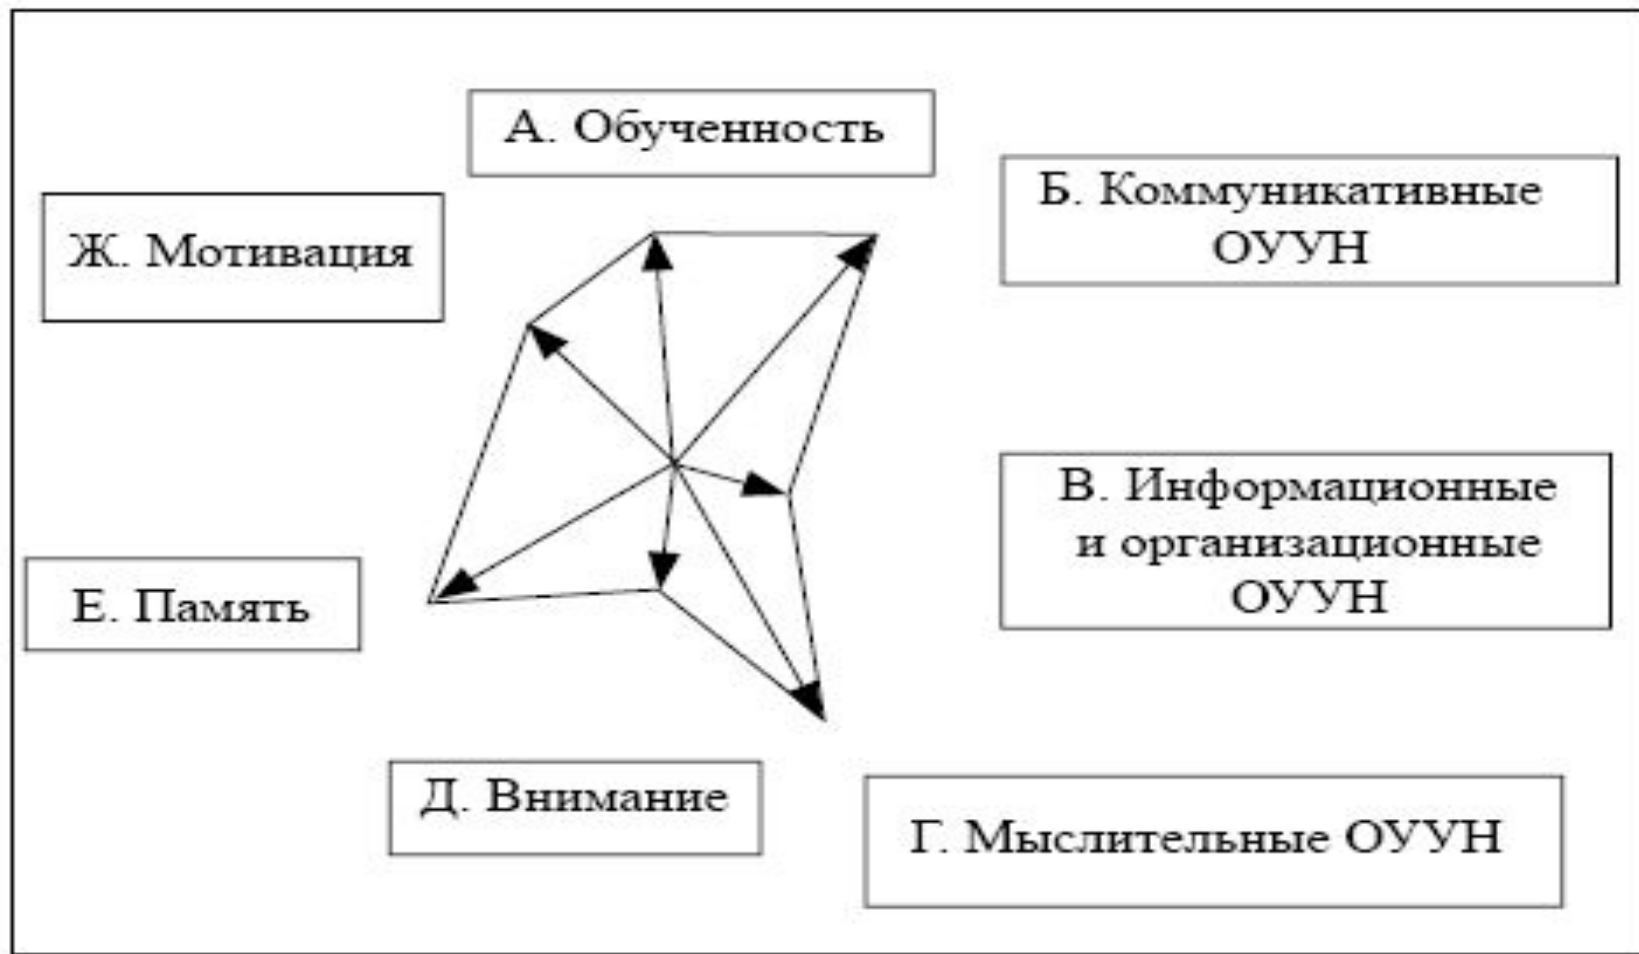 А. Обученность
Б. Коммуникативные
ОУУН
Ж. Мотивация
В. Информационные
и организационные
ОУУН
Е. Память
Д. Внимание
Г. Мыслительные ОУУН